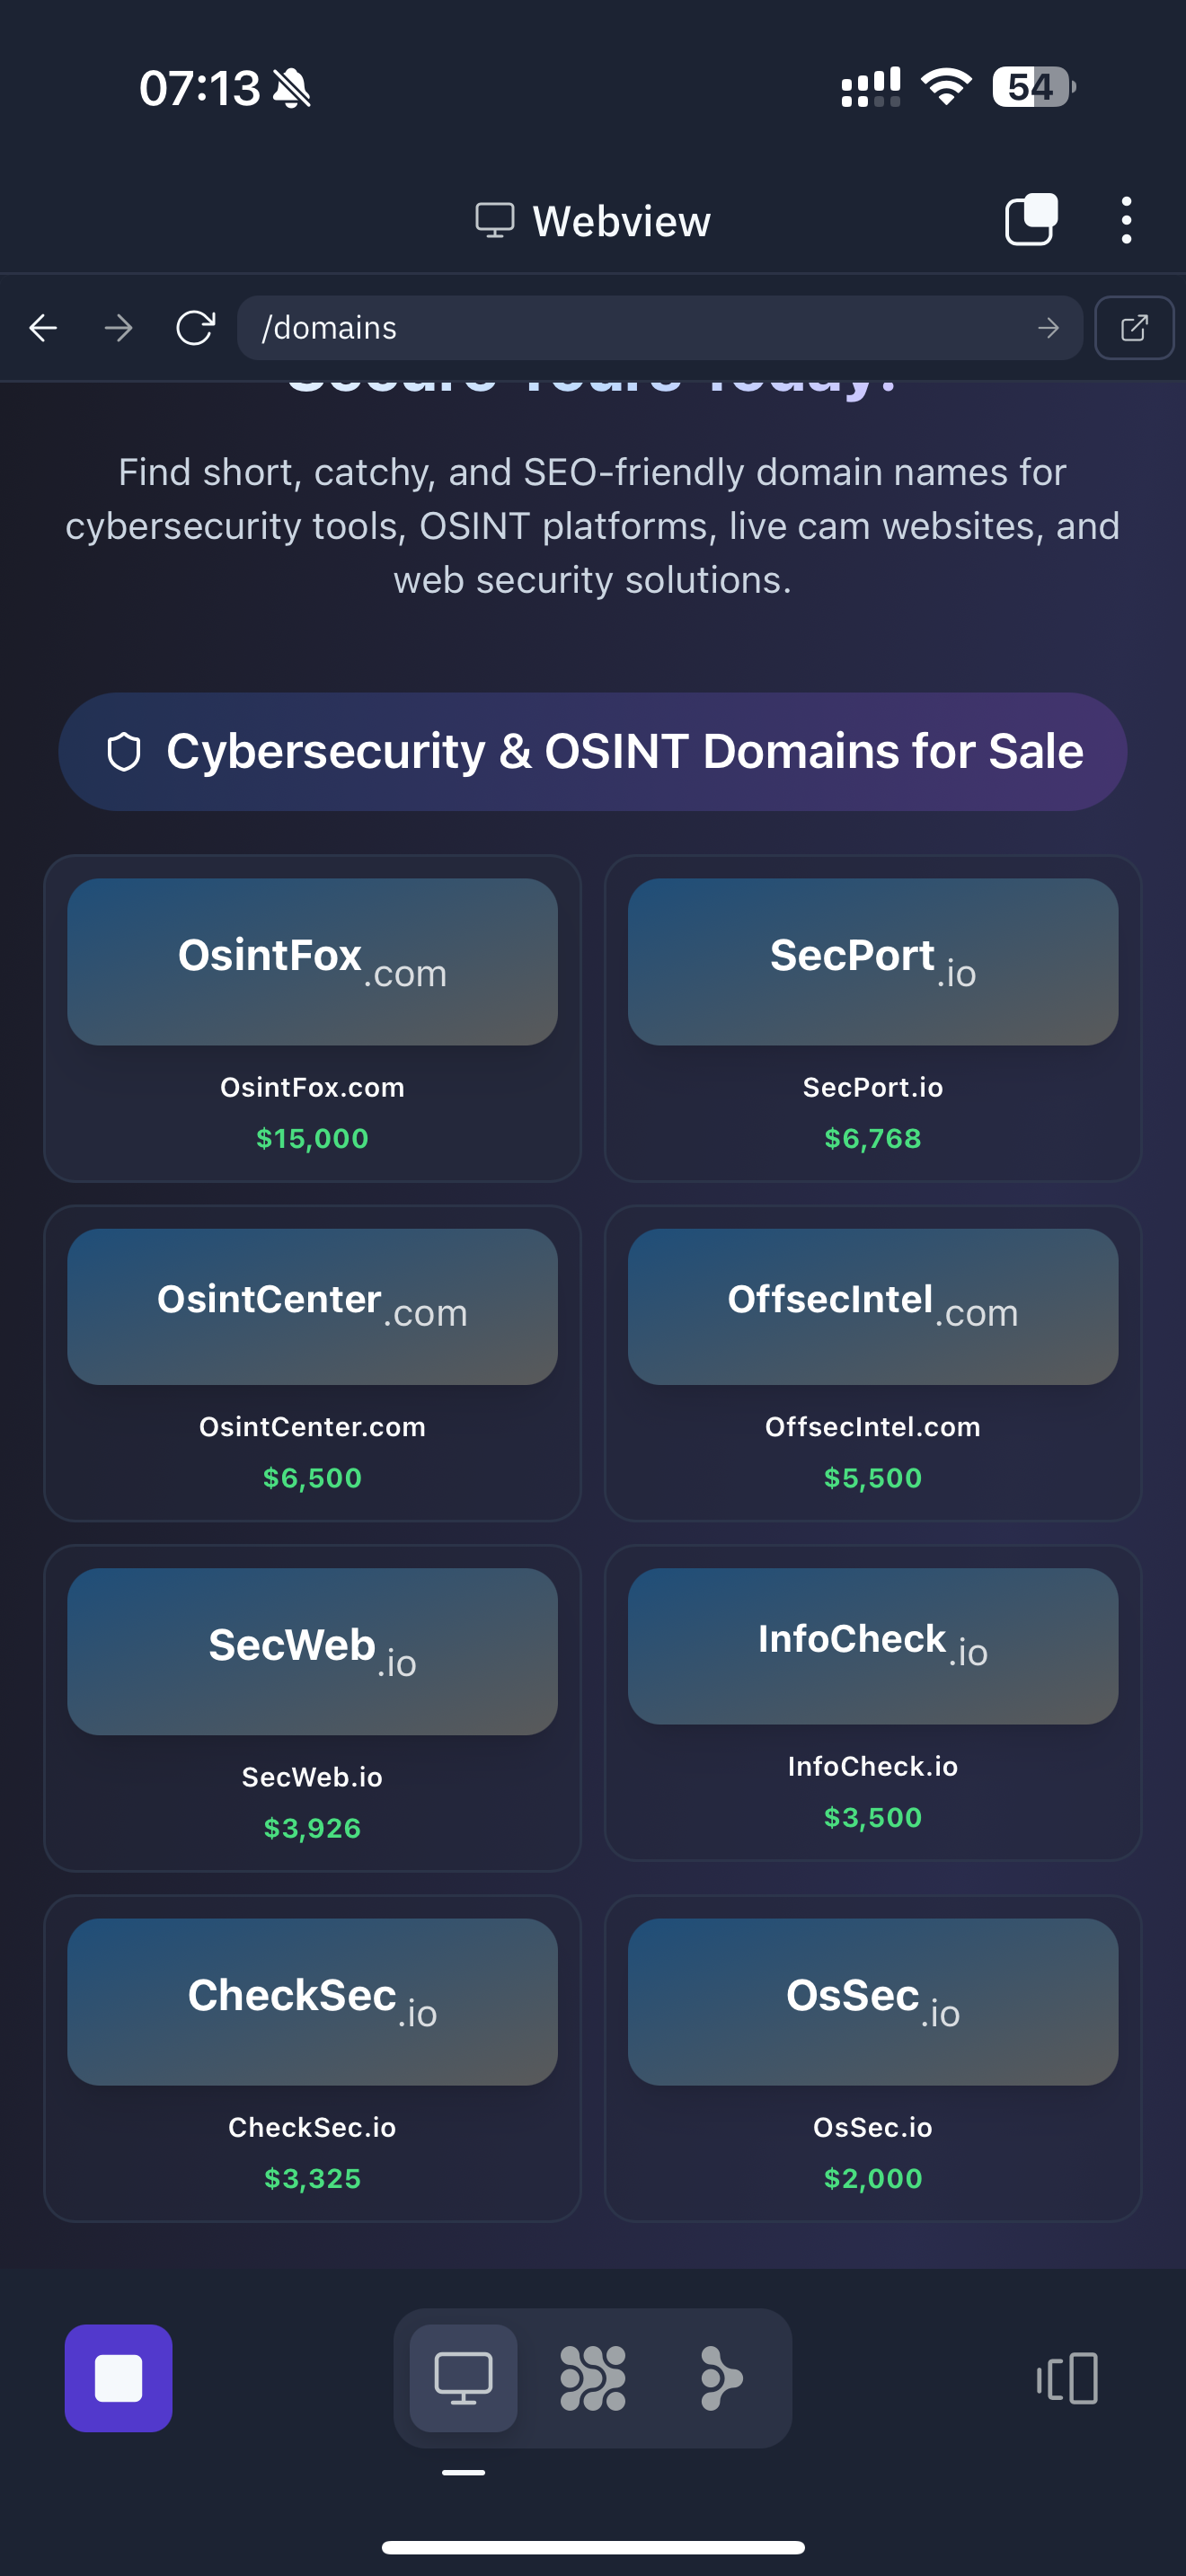 07:13
54
Webview
/domains
Secure Yours Today!
Find short, catchy, and SEO-friendly domain names for
cybersecurity tools, OSINT platforms, live cam websites, and
web security solutions.
Cybersecurity & OSINT Domains for Sale
OsintFox.com
OsintFox.com
$15,000
SecPort.io
SecPort.io
$6,768
OsintCenter.com
OsintCenter.com
$6,500
OffsecIntel.com
OffsecIntel.com
$5,500
SecWeb.io
SecWeb.io
$3,926
InfoCheck.io
InfoCheck.io
$3,500
CheckSec.io
CheckSec.io
$3,325
OsSec.io
OsSec.io
$2,000